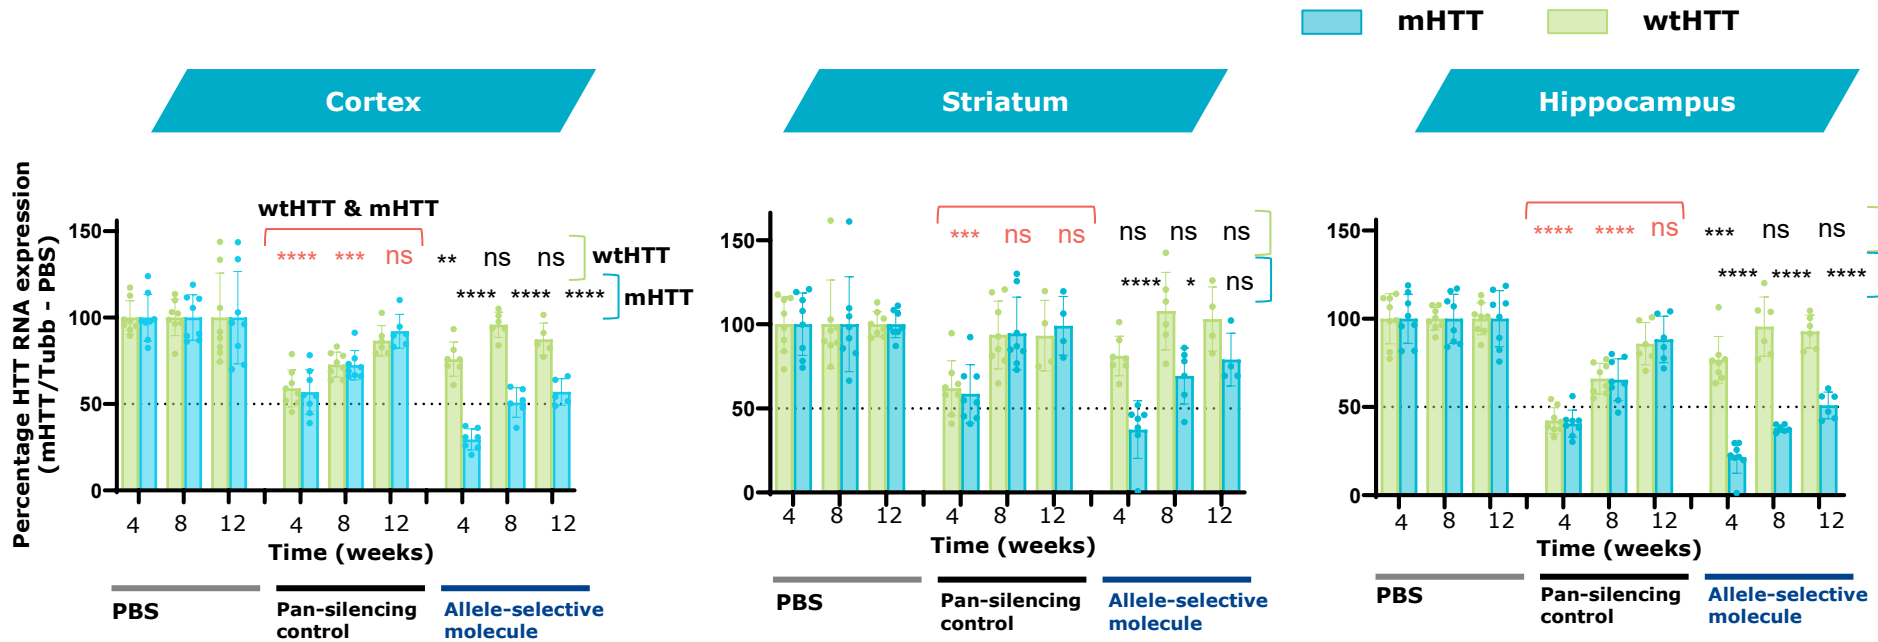 mHTT
wtHTT
Cortex
Striatum
Hippocampus
Percentage HTT RNA expression
(mHTT/Tubb - PBS)
wtHTT & mHTT
**** *** ns
** ns ns wtHTT
**** **** **** mHTT
150
100
50
0
4 8 12 4 8 12 4 8 12
Time (weeks)
PBS
Pan-silencing
control
Allele-selective
molecule
*** ns ns
ns ns ns
**** * ns
150
100
50
0
4 8 12 4 8 12 4 8 12
Time (weeks)
PBS
Pan-silencing
control
Allele-selective
molecule
**** **** ns
*** ns ns
**** **** ****
150
100
50
0
4 8 12 4 8 12 4 8 12
Time (weeks)
PBS
Pan-silencing
control
Allele-selective
molecule